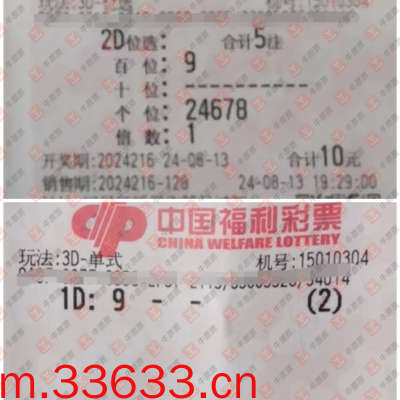 2D位选: 合计5注
百 位: 9
十 位: ---------------
个 位: 24678
倍 数: 1
开奖期:2024216 24-08-13 合计10元
销售期:2024216-128 24-08-13 19:29:00
中国福利彩票
CHINA WELFARE LOTTERY
玩法:3D-单式 机号:15010304
1D: 9 - - (2)
m.33633.cn